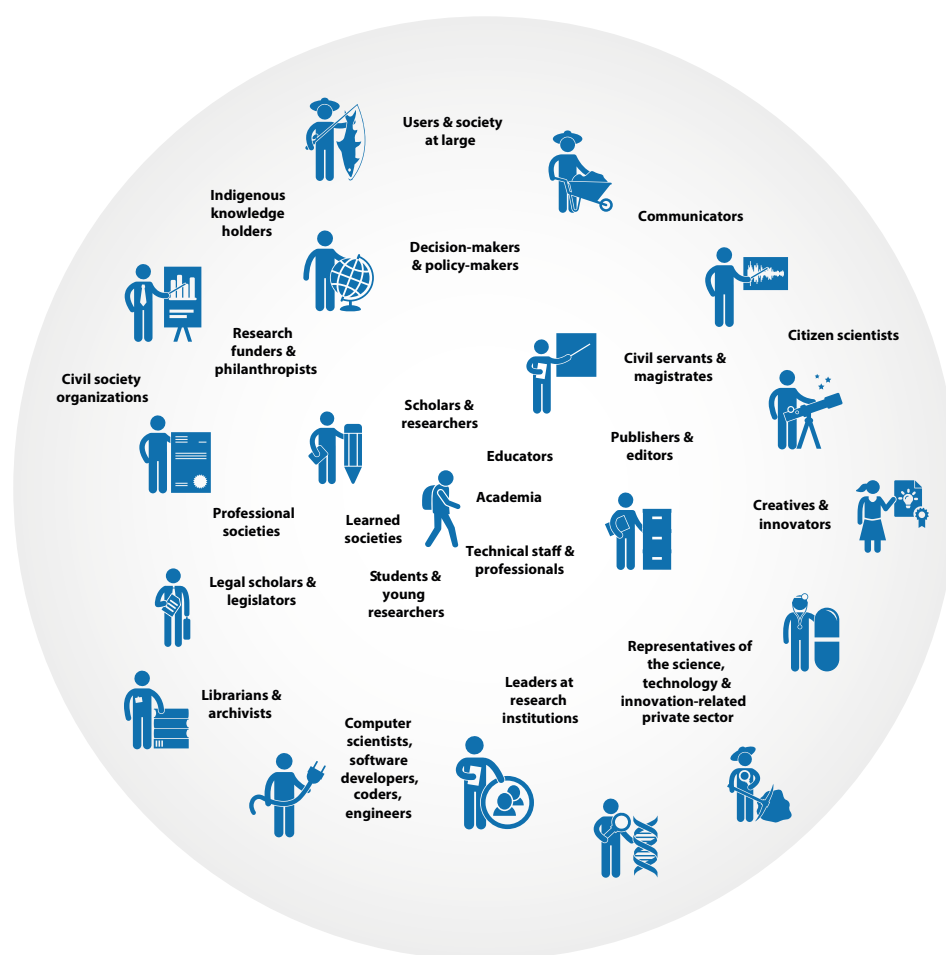 Users & society
at large
Indigenous
knowledge
holders
Communicators
Decision-makers
& policy-makers
Research
funders &
philanthropists
Citizen scientists
Civil servants &
magistrates
Civil society
organizations
Scholars &
researchers
Publishers &
editors
Educators
Academia
Creatives &
innovators
Professional
societies
Learned
societies
Technical staff &
professionals
Students &
young
researchers
Legal scholars &
legislators
Representatives of
the science,
technology &
innovation-related
private sector
Leaders at
research
institutions
Librarians &
archivists
Computer
scientists,
software
developers,
coders,
engineers